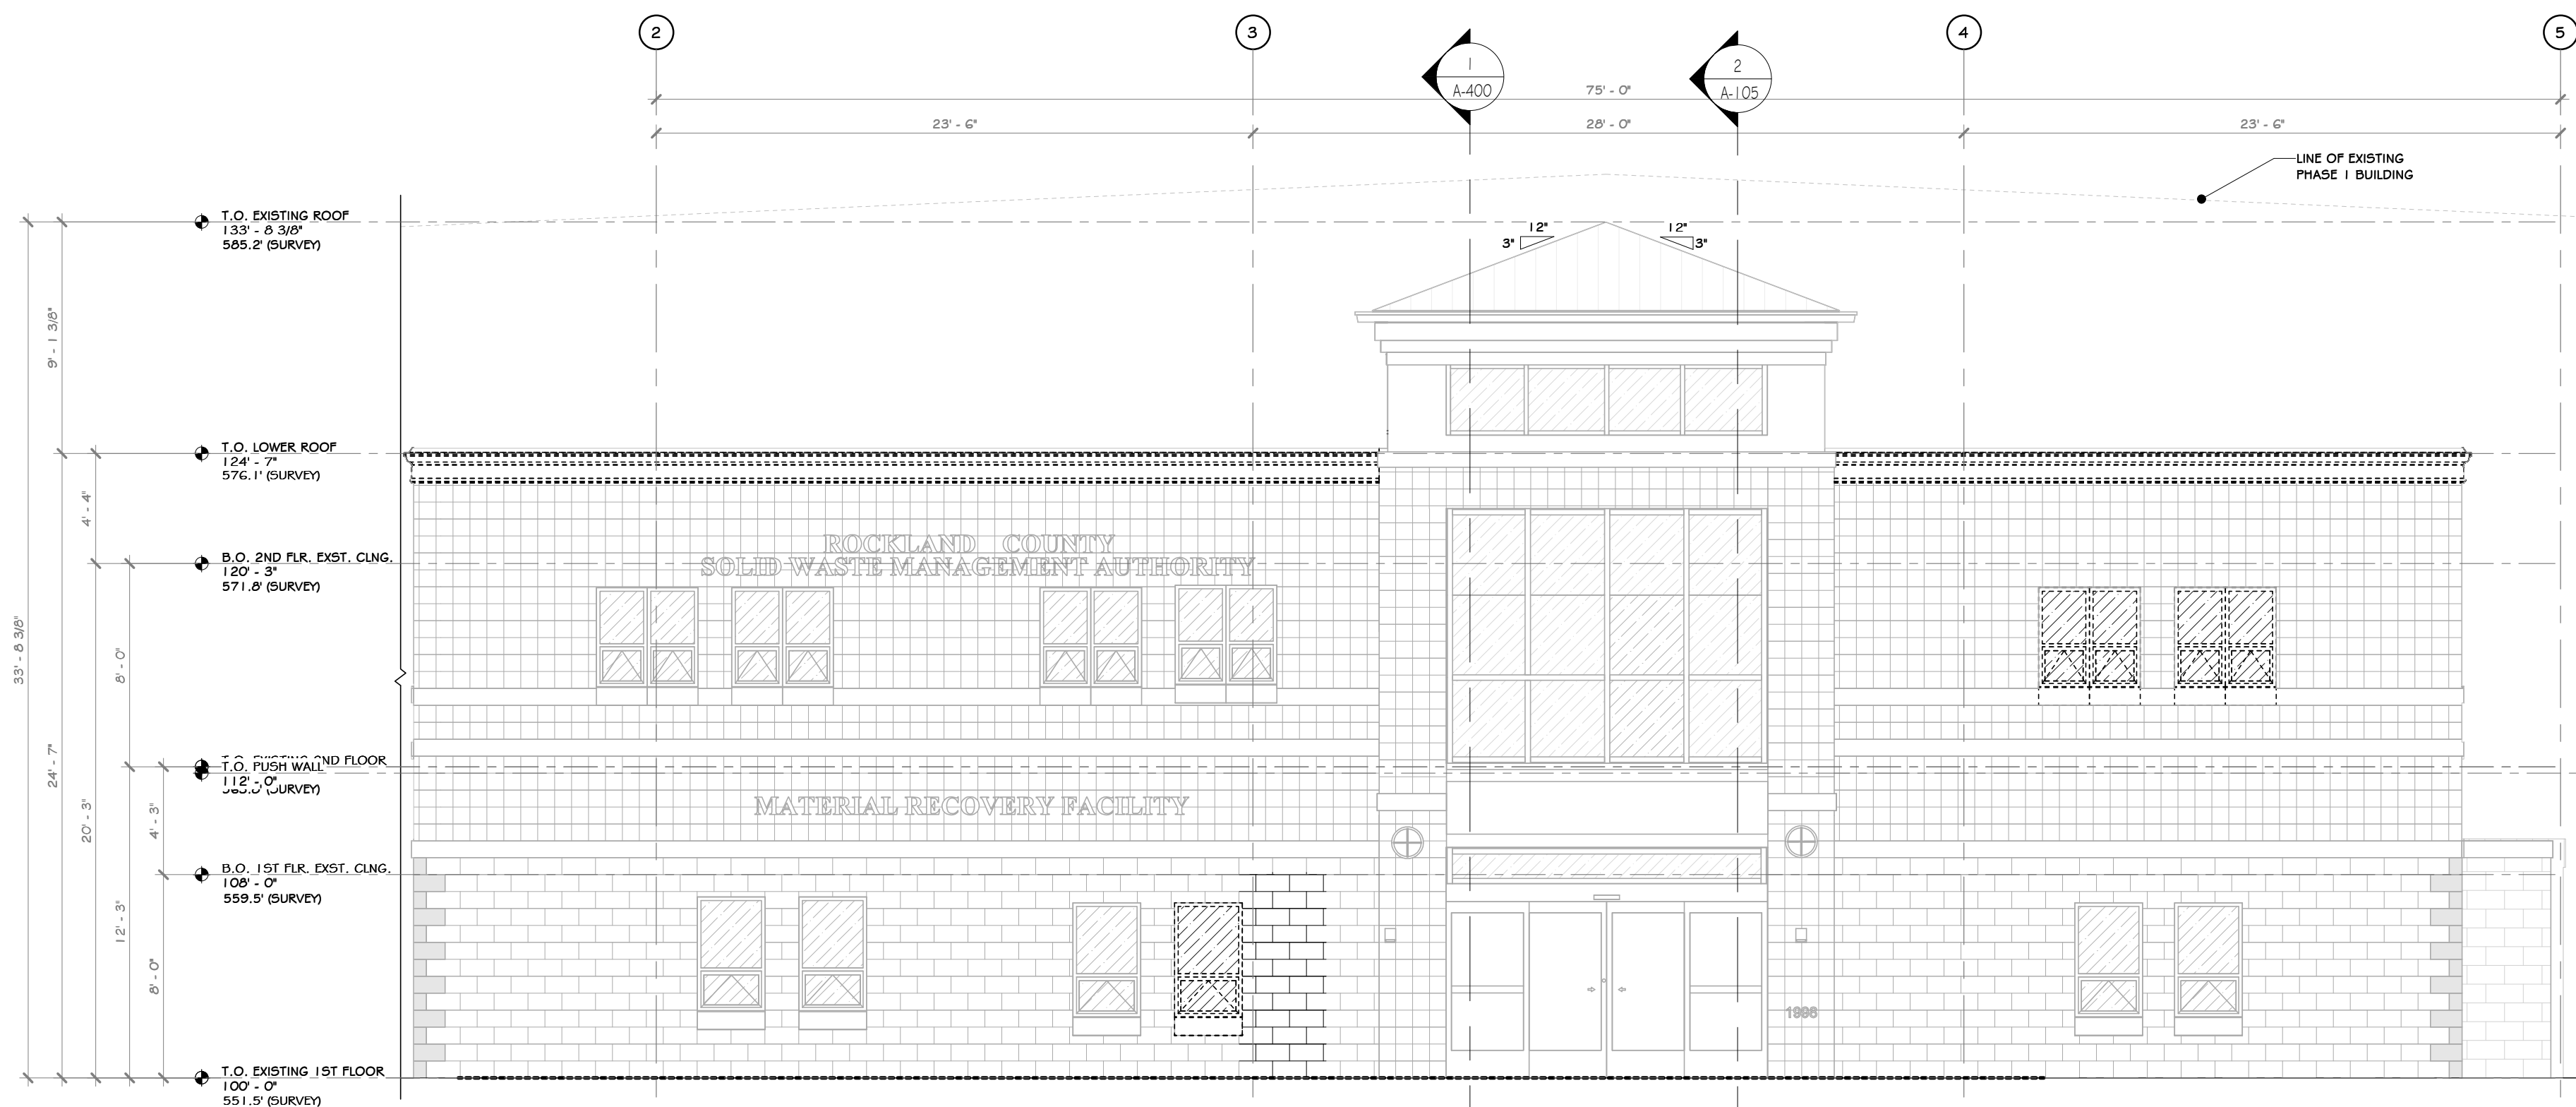 2
3
4
5
1
A-400
2
A-105
75' - 0"
23' - 6"
28' - 0"
23' - 6"
LINE OF EXISTING
PHASE 1 BUILDING
T.O. EXISTING ROOF
133' - 8 3/8"
585.2' (SURVEY)
12"
3"
12"
3"
9' - 1 3/8"
T.O. LOWER ROOF
124' - 7"
576.1' (SURVEY)
4' - 4"
ROCKLAND COUNTY
SOLID WASTE MANAGEMENT AUTHORITY
B.O. 2ND FLR. EXST. CLNG.
120' - 3"
571.8' (SURVEY)
33' - 8 3/8"
8' - 0"
24' - 7"
2ND FLOOR
T.O. PUSH WALL
112' - 0"
(SURVEY)
20' - 3"
4' - 3"
MATERIAL RECOVERY FACILITY
B.O. 1ST FLR. EXST. CLNG.
108' - 0"
559.5' (SURVEY)
12' - 3"
8' - 0"
1996
T.O. EXISTING 1ST FLOOR
100' - 0"
551.5' (SURVEY)